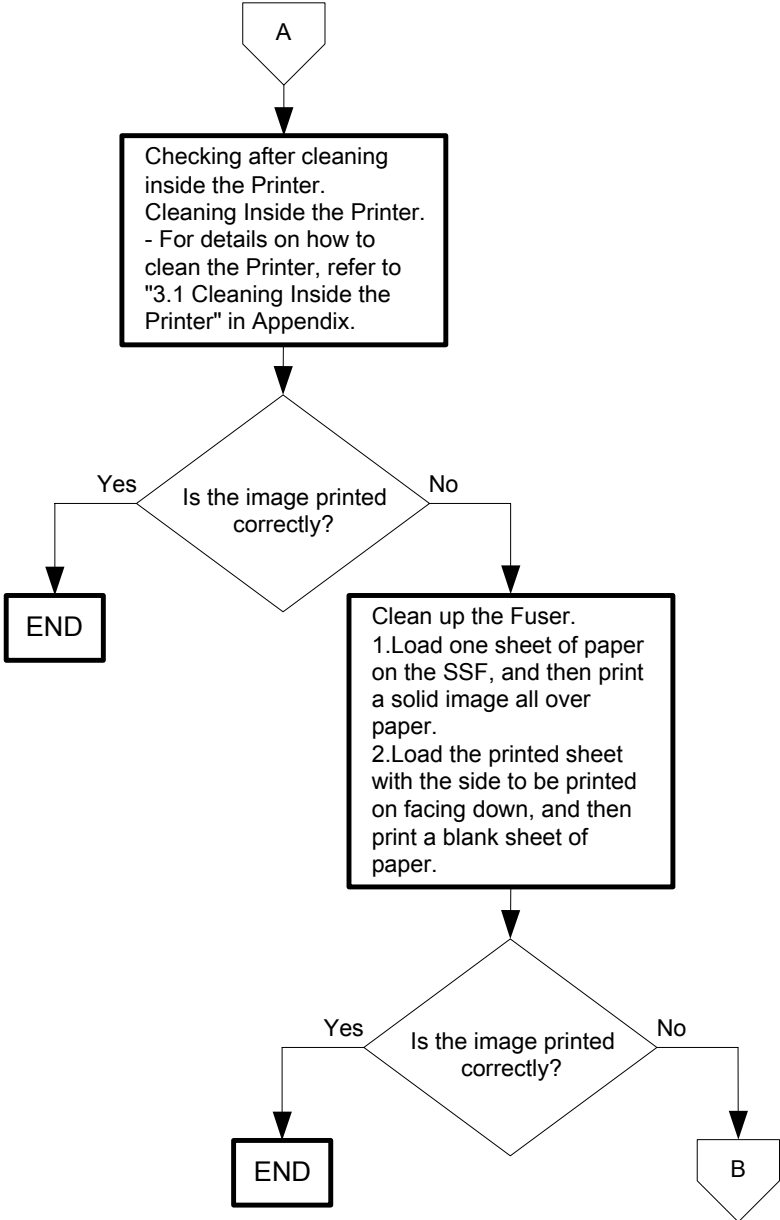 A
Checking after cleaning
inside the Printer.
Cleaning Inside the Printer.
- For details on how to
clean the Printer, refer to
"3.1 Cleaning Inside the
Printer" in Appendix.
Yes
No
Is the image printed
correctly?
END
Clean up the Fuser.
1.Load one sheet of paper
on the SSF, and then print
a solid image all over
paper.
2.Load the printed sheet
with the side to be printed
on facing down, and then
print a blank sheet of
paper.
Yes
No
Is the image printed
correctly?
END
B